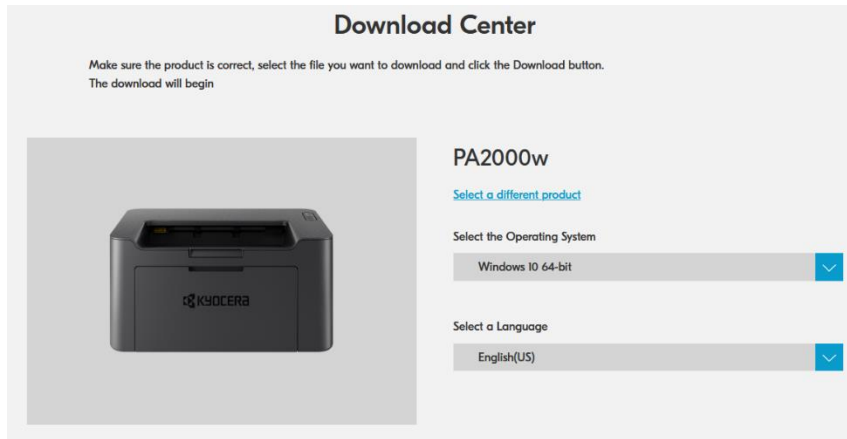 Download Center
Make sure the product is correct, select the file you want to download and click the Download button.
The download will begin
KYOCERA
PA2000w
Select a different product
Select the Operating System
Windows 10 64-bit
Select a Language
English(US)